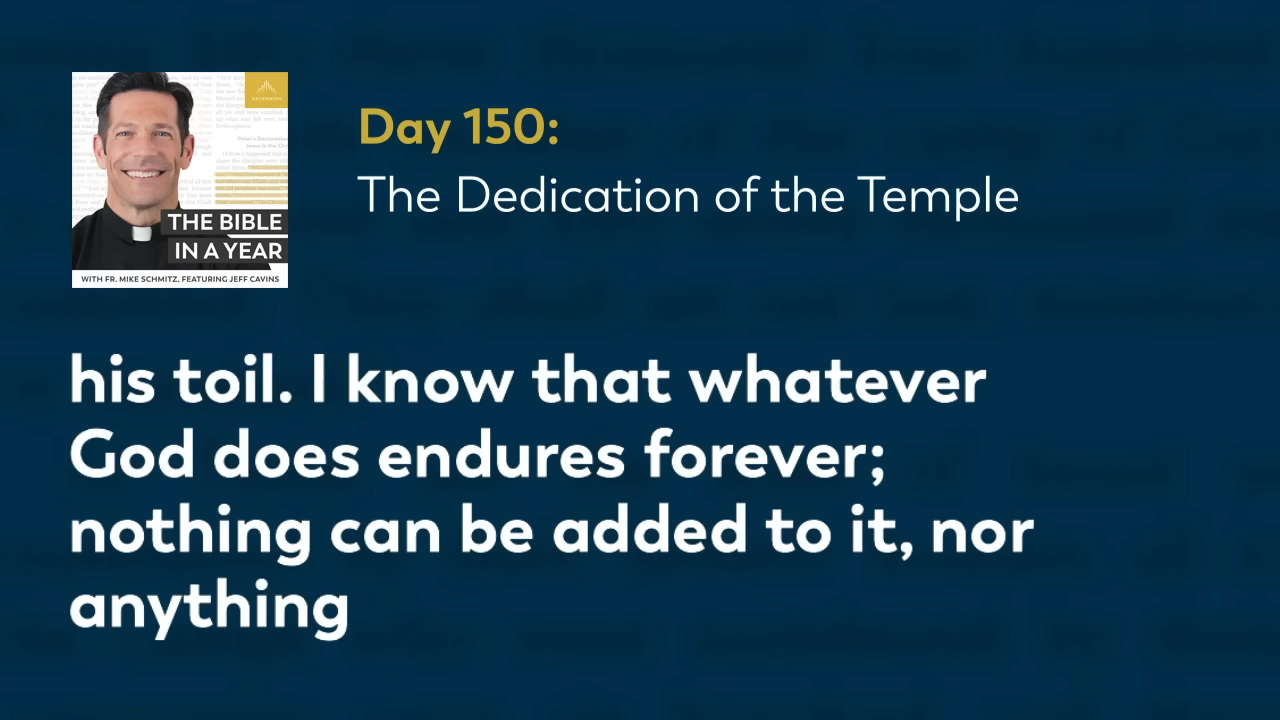 ASCENSION
THE BIBLE
IN A YEAR
WITH FR. MIKE SCHMITZ, FEATURING JEFF CAVINS
Day 150:
The Dedication of the Temple
his toil. I know that whatever
God does endures forever;
nothing can be added to it, nor
anything